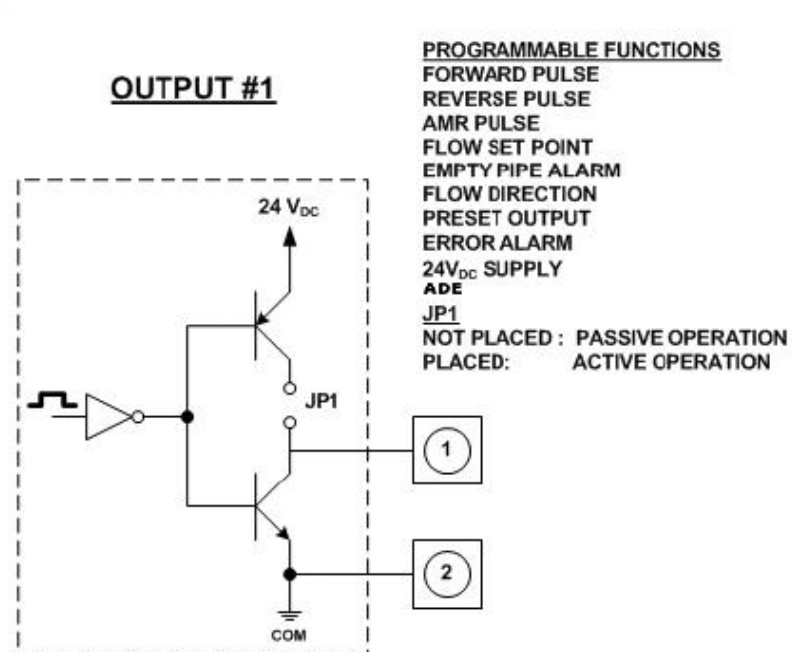 OUTPUT #1
24 VDC
JP1
1
2
COM
PROGRAMMABLE FUNCTIONS
FORWARD PULSE
REVERSE PULSE
AMR PULSE
FLOW SET POINT
EMPTY PIPE ALARM
FLOW DIRECTION
PRESET OUTPUT
ERROR ALARM
24VDC SUPPLY
ADE
JP1
NOT PLACED : PASSIVE OPERATION
PLACED: ACTIVE OPERATION